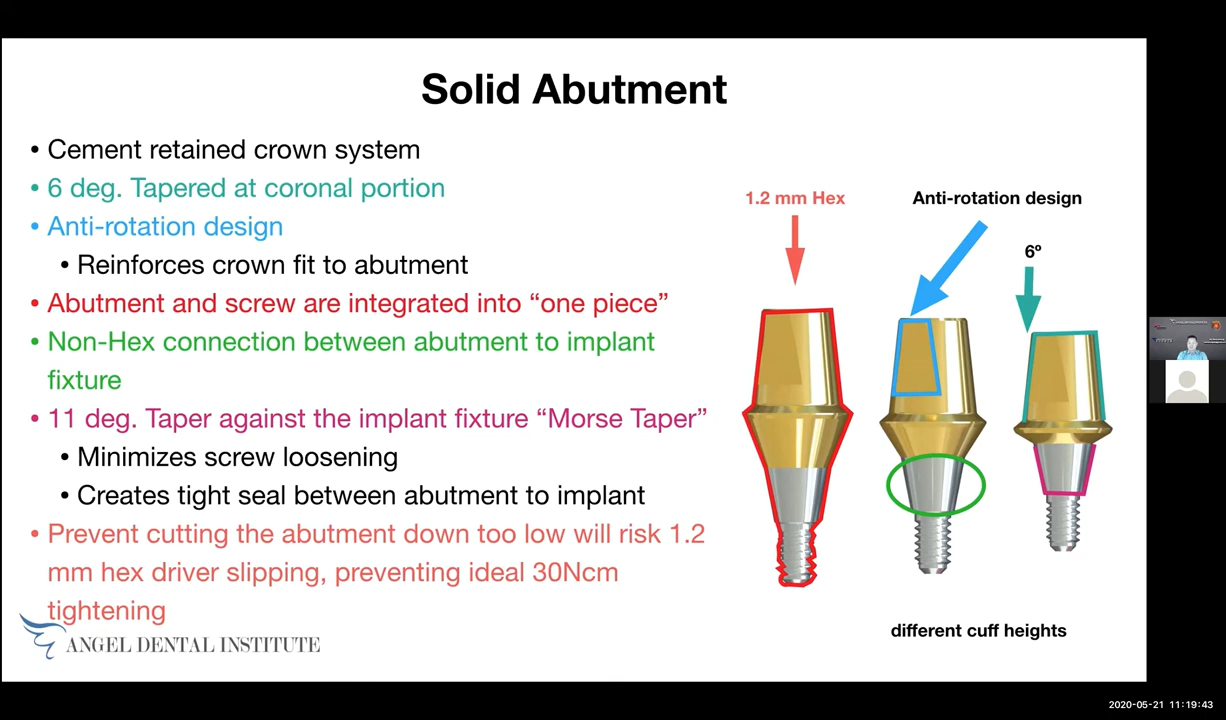 Solid Abutment
• Cement retained crown system
• 6 deg. Tapered at coronal portion
• Anti-rotation design
• Reinforces crown fit to abutment
• Abutment and screw are integrated into “one piece”
• Non-Hex connection between abutment to implant
fixture
• 11 deg. Taper against the implant fixture “Morse Taper”
• Minimizes screw loosening
• Creates tight seal between abutment to implant
• Prevent cutting the abutment down too low will risk 1.2
mm hex driver slipping, preventing ideal 30Ncm
tightening
ANGEL DENTAL INSTITUTE
1.2 mm Hex
Anti-rotation design
6º
different cuff heights
2020-05-21 11:19:43